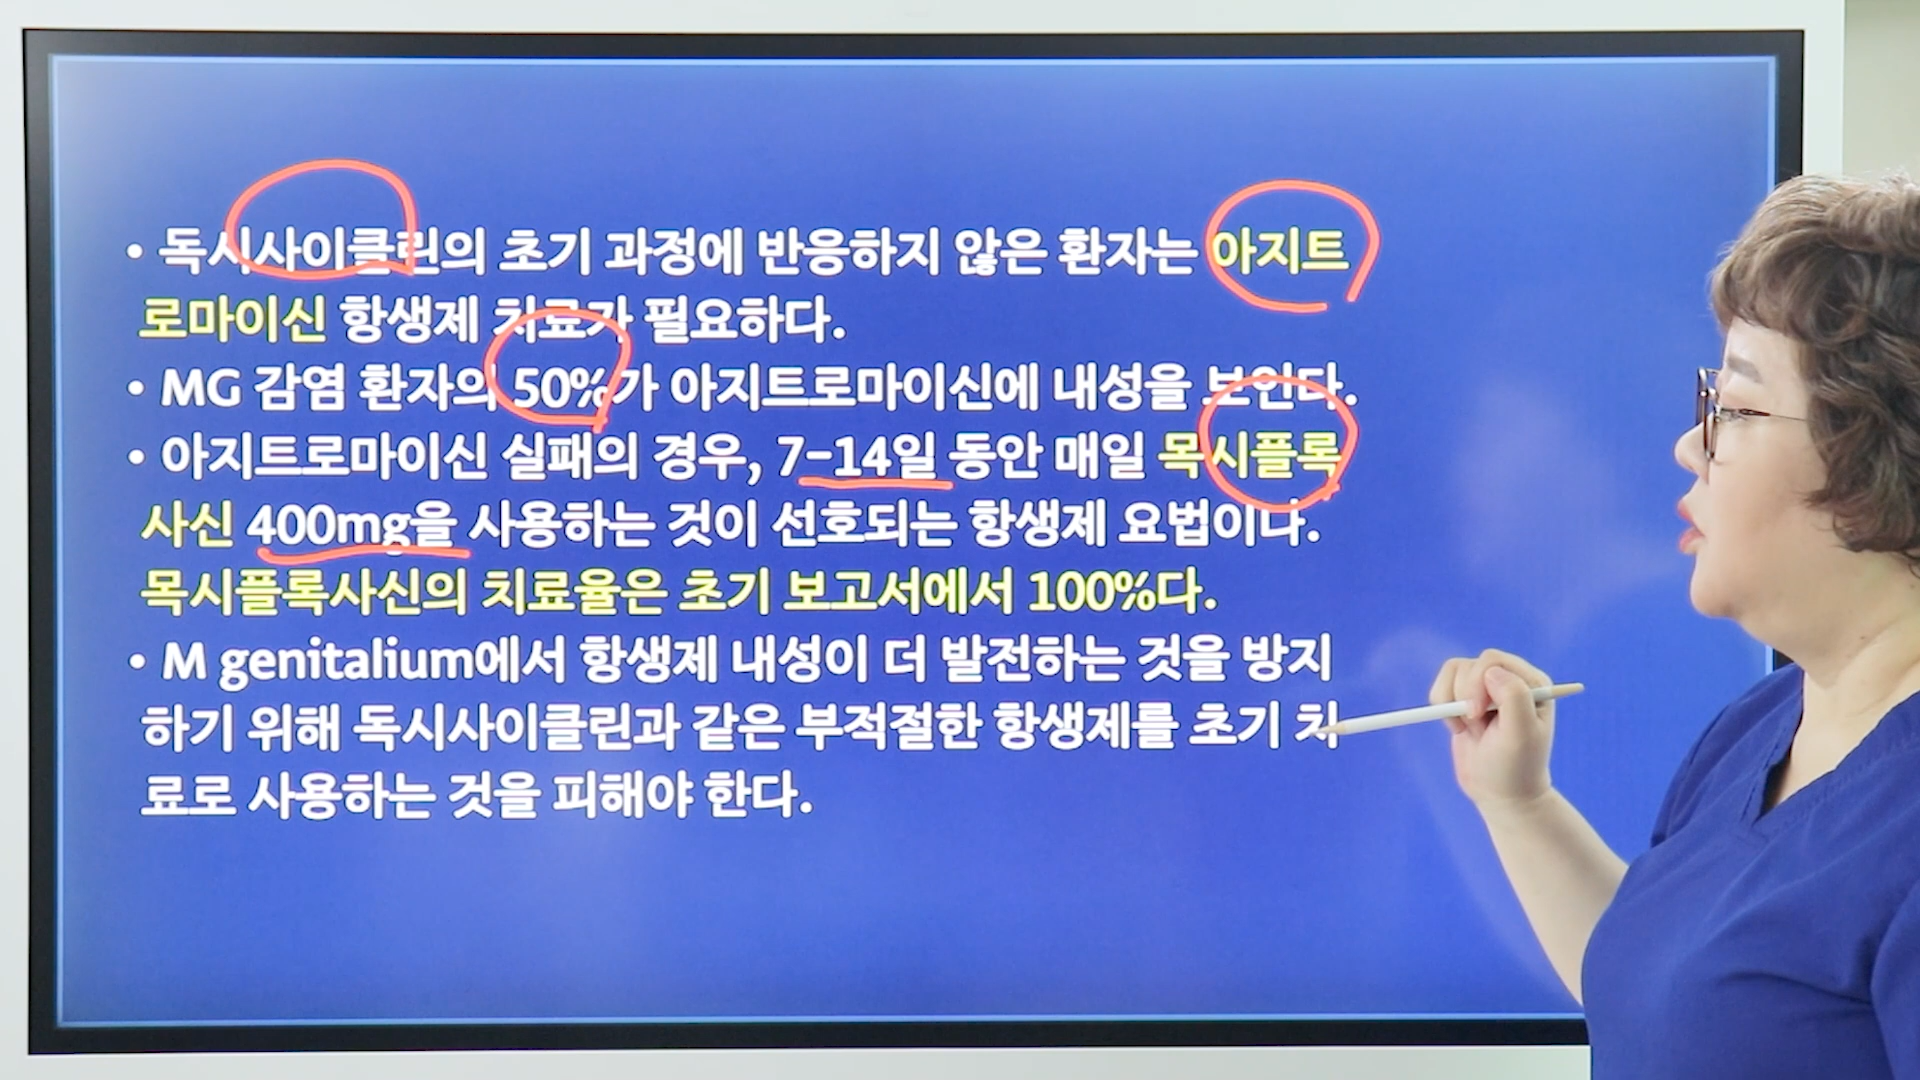 • 독시사이클린의 초기 과정에 반응하지 않은 환자는 아지트
로마이신 항생제 치료가 필요하다.
• MG 감염 환자의 50%가 아지트로마이신에 내성을 보인다.
• 아지트로마이신 실패의 경우, 7-14일 동안 매일 목시플록
사신 400mg을 사용하는 것이 선호되는 항생제 요법이다.
목시플록사신의 치료율은 초기 보고서에서 100%다.
• M genitalium에서 항생제 내성이 더 발전하는 것을 방지
하기 위해 독시사이클린과 같은 부적절한 항생제를 초기 치
료로 사용하는 것을 피해야 한다.